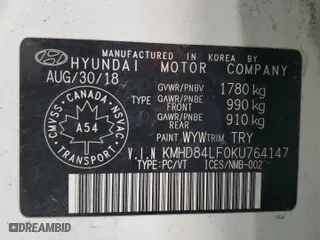 MANUFACTURED IN KOREA BY
HYUNDAI MOTOR COMPANY
AUG/30/18
GVWR/PNBV 1780 kg
TYPE
GAWR/PNBE FRONT 990 kg
GAWR/PNBE REAR 910 kg
CMVSS - CANADA - NSVAC
A54
TRANSPORT
PAINT WYW TRIM TRY
V.I.N KMHD84LF0KU764147
TYPE:PC/VT ICES/NMB-002
© DREAMBID